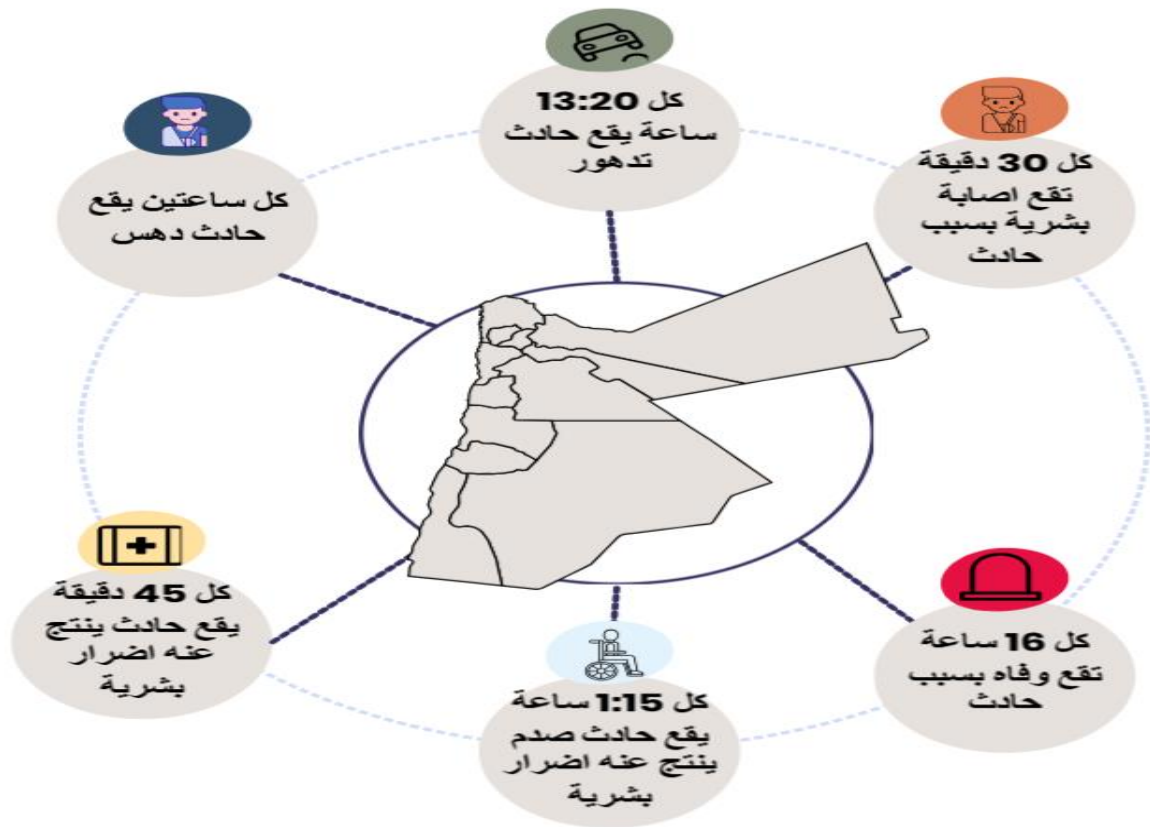 كل 13:20
ساعة يقع حادث
تدهور
كل 30 دقيقة
تقع اصابة
بشرية بسبب
حادث
كل ساعتين يقع
حادث دهس
كل 45 دقيقة
يقع حادث ينتج
عنه اضرار
بشرية
كل 1:15 ساعة
يقع حادث صدم
ينتج عنه اضرار
بشرية
كل 16 ساعة
تقع وفاه بسبب
حادث